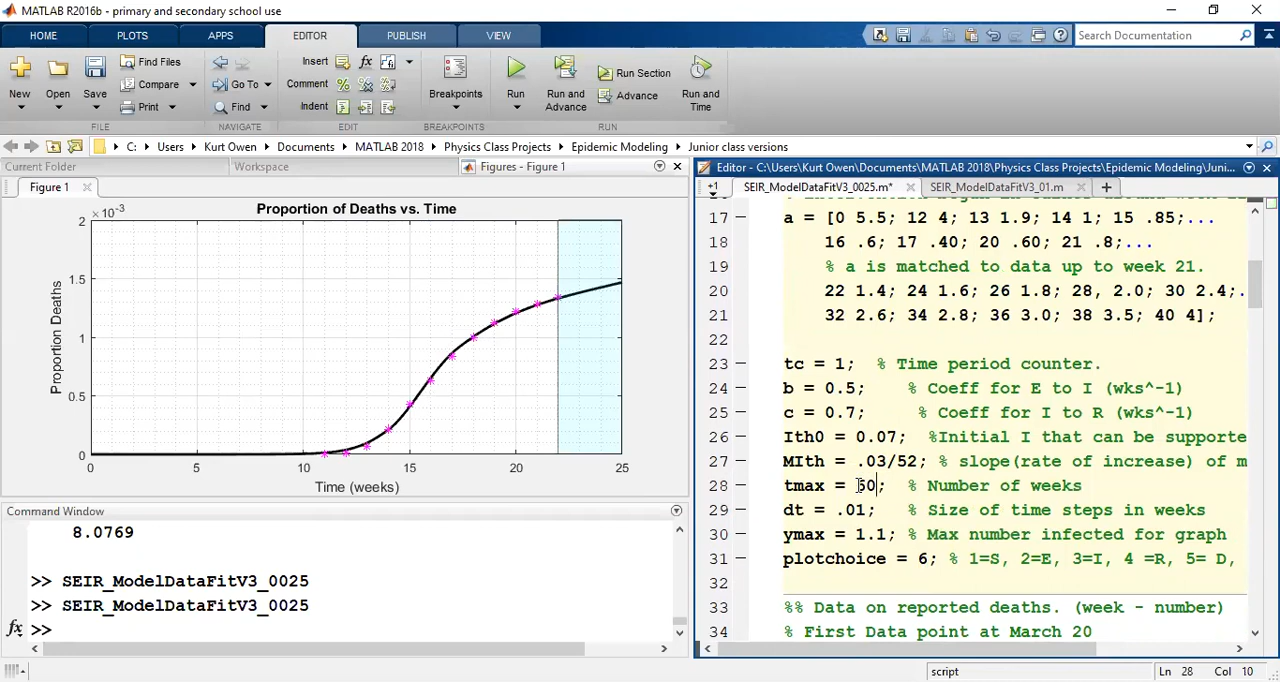 MATLAB R2016b - primary and secondary school use
HOME PLOTS APPS EDITOR PUBLISH VIEW
Search Documentation
New Open Save Find Files Compare Print
Go To Find
Insert fx
Comment % 
Indent
Breakpoints
Run
Run and Advance
Run Section
Advance
Run and Time
FILE NAVIGATE EDIT BREAKPOINTS RUN
C: Users Kurt Owen Documents MATLAB 2018 Physics Class Projects Epidemic Modeling Junior class versions
Current Folder Workspace Figures - Figure 1
Figure 1
Proportion of Deaths vs. Time
2 × 10^-3
1.5
1
0.5
0
Proportion Deaths
0 5 10 15 20 25
Time (weeks)
Command Window
8.0769
>> SEIR_ModelDataFitV3_0025
>> SEIR_ModelDataFitV3_0025
fx >>
Editor - C:\Users\Kurt Owen\Documents\MATLAB 2018\Physics Class Projects\Epidemic Modeling\Juni...
+1 SEIR_ModelDataFitV3_0025.m* SEIR_ModelDataFitV3_01.m
17 a = [0 5.5; 12 4; 13 1.9; 14 1; 15 .85;...
18 16 .6; 17 .40; 20 .60; 21 .8;...
19 % a is matched to data up to week 21.
20 22 1.4; 24 1.6; 26 1.8; 28, 2.0; 30 2.4;.
21 32 2.6; 34 2.8; 36 3.0; 38 3.5; 40 4];
22
23 tc = 1; % Time period counter.
24 b = 0.5; % Coeff for E to I (wks^-1)
25 c = 0.7; % Coeff for I to R (wks^-1)
26 Ith0 = 0.07; %Initial I that can be supporte
27 MIth = .03/52; % slope(rate of increase) of m
28 tmax = 50; % Number of weeks
29 dt = .01; % Size of time steps in weeks
30 ymax = 1.1; % Max number infected for graph
31 plotchoice = 6; % 1=S, 2=E, 3=I, 4 =R, 5= D,
32
33 %% Data on reported deaths. (week - number)
34 % First Data point at March 20
script Ln 28 Col 10